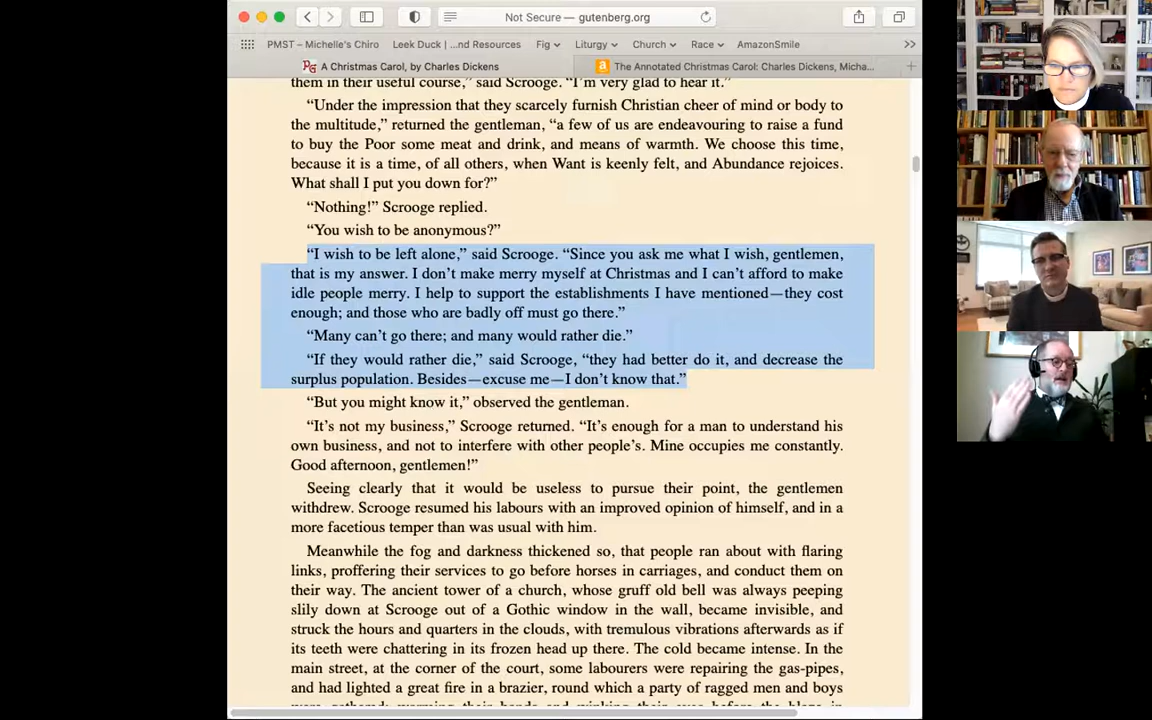 Not Secure — gutenberg.org
PMST – Michelle's Chiro Leek Duck | ...nd Resources Fig Liturgy Church Race AmazonSmile
A Christmas Carol, by Charles Dickens The Annotated Christmas Carol: Charles Dickens, Micha...
them in their useful course,” said Scrooge. “I’m very glad to hear it.”
“Under the impression that they scarcely furnish Christian cheer of mind or body to
the multitude,” returned the gentleman, “a few of us are endeavouring to raise a fund
to buy the Poor some meat and drink, and means of warmth. We choose this time,
because it is a time, of all others, when Want is keenly felt, and Abundance rejoices.
What shall I put you down for?”
“Nothing!” Scrooge replied.
“You wish to be anonymous?”
“I wish to be left alone,” said Scrooge. “Since you ask me what I wish, gentlemen,
that is my answer. I don’t make merry myself at Christmas and I can’t afford to make
idle people merry. I help to support the establishments I have mentioned—they cost
enough; and those who are badly off must go there.”
“Many can’t go there; and many would rather die.”
“If they would rather die,” said Scrooge, “they had better do it, and decrease the
surplus population. Besides—excuse me—I don’t know that.”
“But you might know it,” observed the gentleman.
“It’s not my business,” Scrooge returned. “It’s enough for a man to understand his
own business, and not to interfere with other people’s. Mine occupies me constantly.
Good afternoon, gentlemen!”
Seeing clearly that it would be useless to pursue their point, the gentlemen
withdrew. Scrooge resumed his labours with an improved opinion of himself, and in a
more facetious temper than was usual with him.
Meanwhile the fog and darkness thickened so, that people ran about with flaring
links, proffering their services to go before horses in carriages, and conduct them on
their way. The ancient tower of a church, whose gruff old bell was always peeping
slily down at Scrooge out of a Gothic window in the wall, became invisible, and
struck the hours and quarters in the clouds, with tremulous vibrations afterwards as if
its teeth were chattering in its frozen head up there. The cold became intense. In the
main street, at the corner of the court, some labourers were repairing the gas-pipes,
and had lighted a great fire in a brazier, round which a party of ragged men and boys